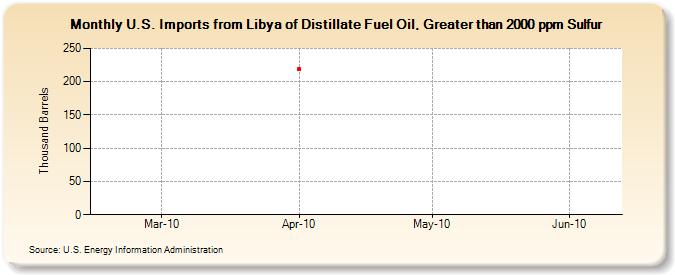 Monthly U.S. Imports from Libya of Distillate Fuel Oil, Greater than 2000 ppm Sulfur
250
200
150
100
50
0
Thousand Barrels
Mar-10 Apr-10 May-10 Jun-10
Source: U.S. Energy Information Administration